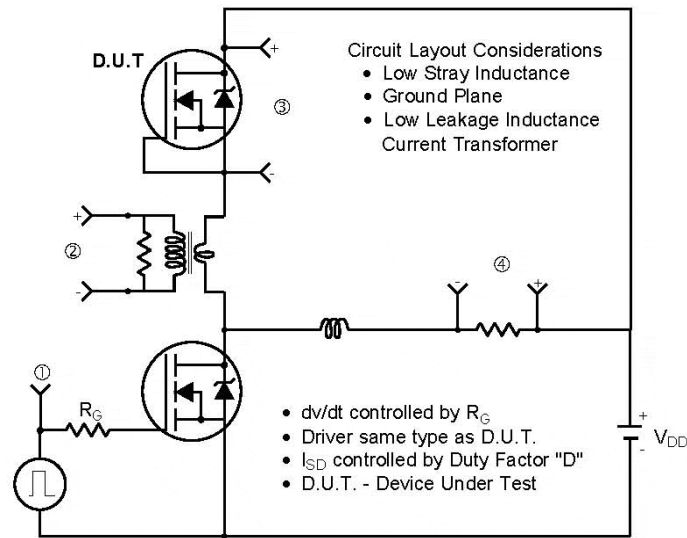 D.U.T
+
③
-
Circuit Layout Considerations
• Low Stray Inductance
• Ground Plane
• Low Leakage Inductance
Current Transformer
+
②
-
④
-
+
①
RG
• dv/dt controlled by RG
• Driver same type as D.U.T.
• ISD controlled by Duty Factor "D"
• D.U.T. - Device Under Test
+
VDD
-